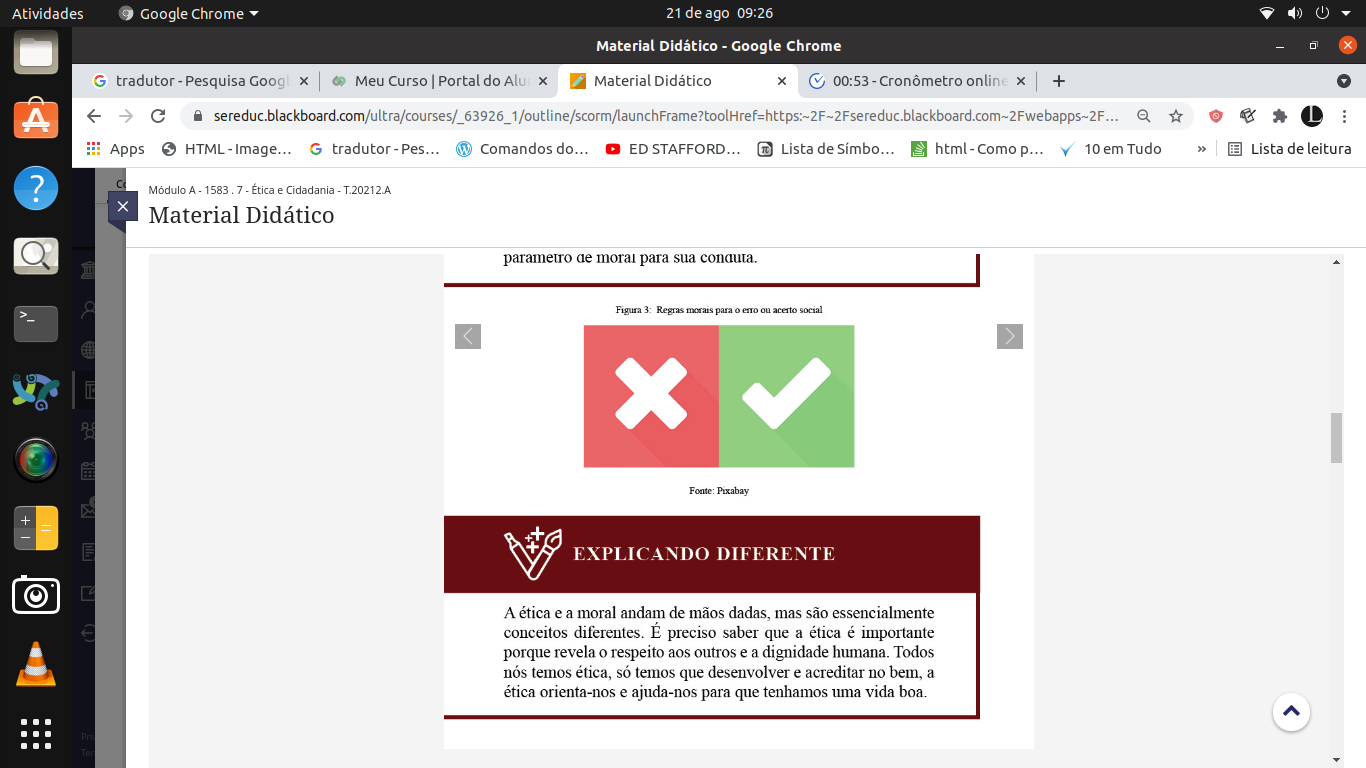 Atividades
Google Chrome
21 de ago 09:26
Material Didático - Google Chrome
tradutor - Pesquisa Googl
Meu Curso | Portal do Alu
Material Didático
00:53 - Cronômetro online
sereduc.blackboard.com/ultra/courses/_63926_1/outline/scorm/launchFrame?toolHref=https:~2F~2Fsereduc.blackboard.com~2Fwebapps~2F...
Apps
HTML - Image...
tradutor - Pes...
Comandos do...
ED STAFFORD...
Lista de Símbo...
html - Como p...
10 em Tudo
»
Lista de leitura
Módulo A - 1583 . 7 - Ética e Cidadania - T.20212.A
Material Didático
parâmetro de moral para sua conduta.
Figura 3: Regras morais para o erro ou acerto social
Fonte: Pixabay
EXPLICANDO DIFERENTE
A ética e a moral andam de mãos dadas, mas são essencialmente
conceitos diferentes. É preciso saber que a ética é importante
porque revela o respeito aos outros e a dignidade humana. Todos
nós temos ética, só temos que desenvolver e acreditar no bem, a
ética orienta-nos e ajuda-nos para que tenhamos uma vida boa.